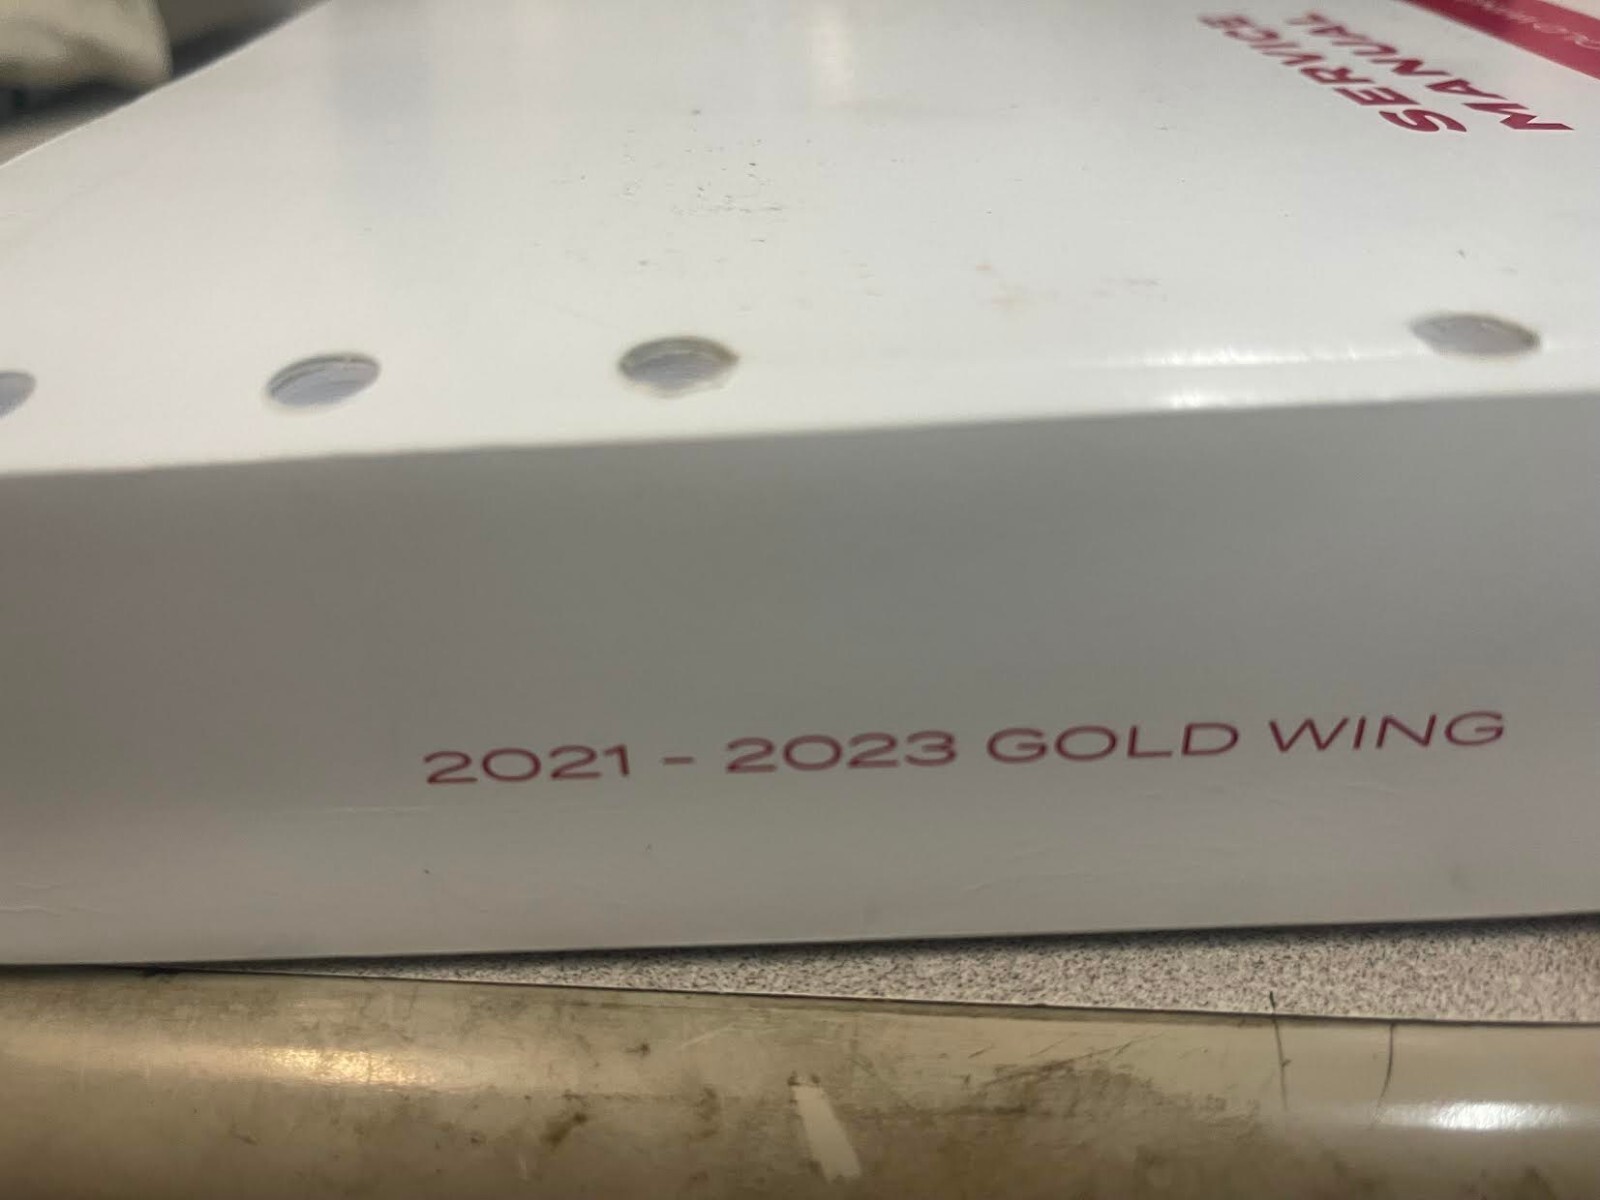 SERVICE
MANUAL
2021 - 2023 GOLD WING